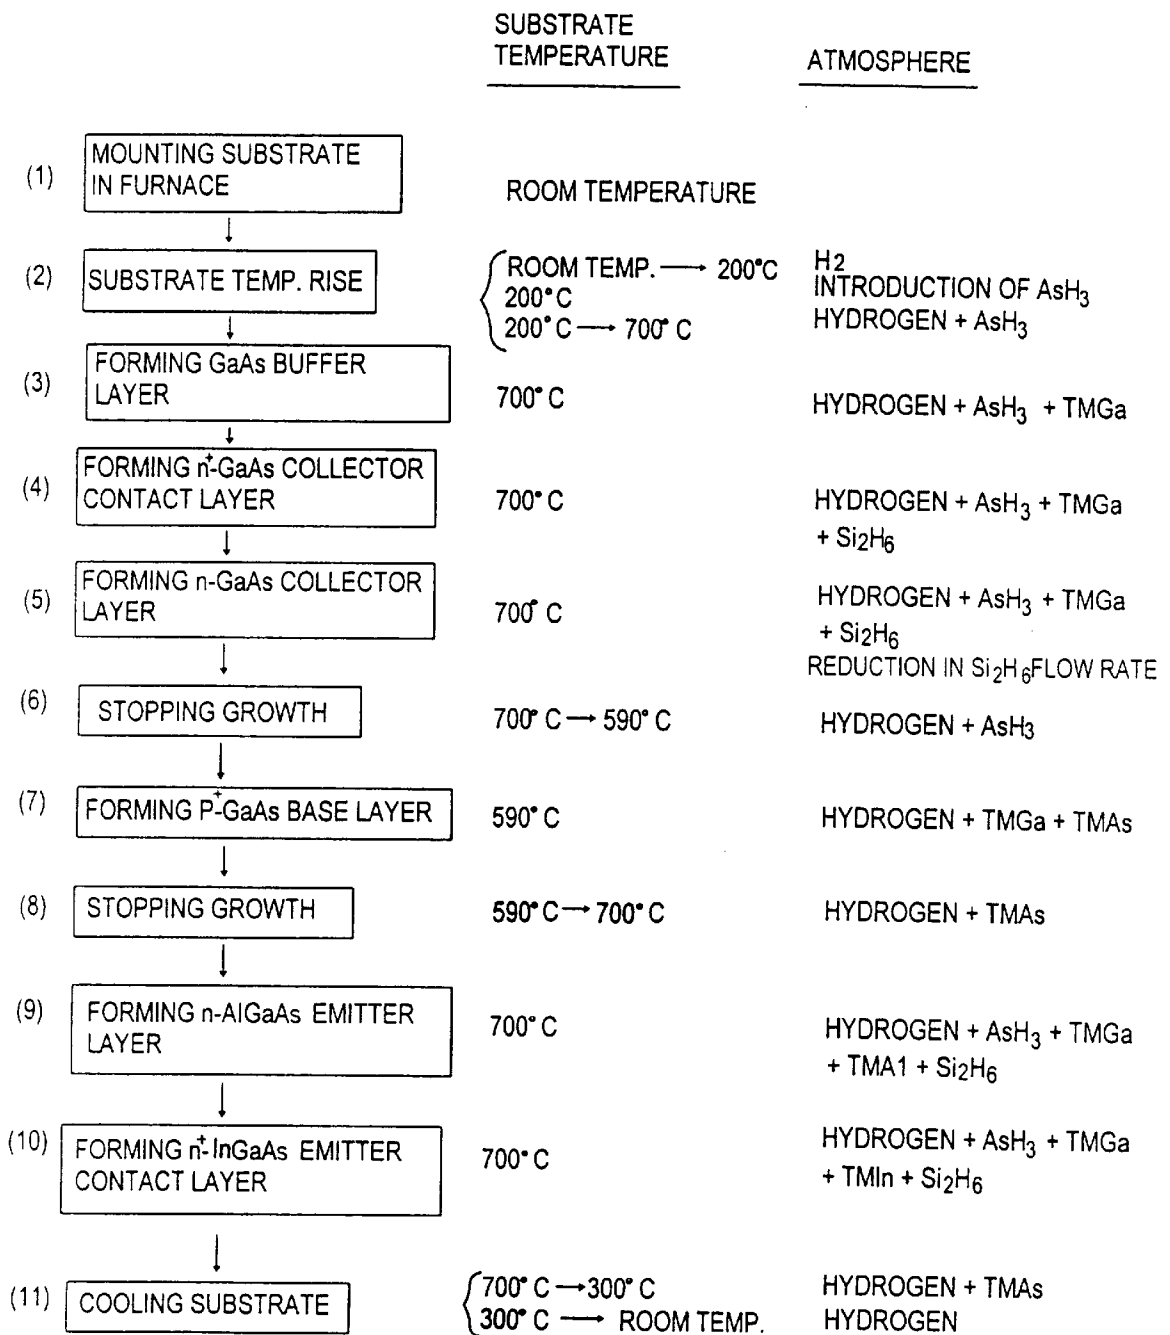 SUBSTRATE
TEMPERATURE
ATMOSPHERE
(1)
MOUNTING SUBSTRATE
IN FURNACE
ROOM TEMPERATURE
(2)
SUBSTRATE TEMP. RISE
ROOM TEMP. → 200°C
H2
200°C
INTRODUCTION OF AsH3
200°C → 700°C
HYDROGEN + AsH3
(3)
FORMING GaAs BUFFER
LAYER
700°C
HYDROGEN + AsH3 + TMGa
(4)
FORMING n+-GaAs COLLECTOR
CONTACT LAYER
700°C
HYDROGEN + AsH3 + TMGa
+ Si2H6
(5)
FORMING n-GaAs COLLECTOR
LAYER
700°C
HYDROGEN + AsH3 + TMGa
+ Si2H6
REDUCTION IN Si2H6 FLOW RATE
(6)
STOPPING GROWTH
700°C → 590°C
HYDROGEN + AsH3
(7)
FORMING P+-GaAs BASE LAYER
590°C
HYDROGEN + TMGa + TMAs
(8)
STOPPING GROWTH
590°C → 700°C
HYDROGEN + TMAs
(9)
FORMING n-AlGaAs EMITTER
LAYER
700°C
HYDROGEN + AsH3 + TMGa
+ TMA1 + Si2H6
(10)
FORMING n+-InGaAs EMITTER
CONTACT LAYER
700°C
HYDROGEN + AsH3 + TMGa
+ TMIn + Si2H6
(11)
COOLING SUBSTRATE
700°C → 300°C
HYDROGEN + TMAs
300°C → ROOM TEMP.
HYDROGEN